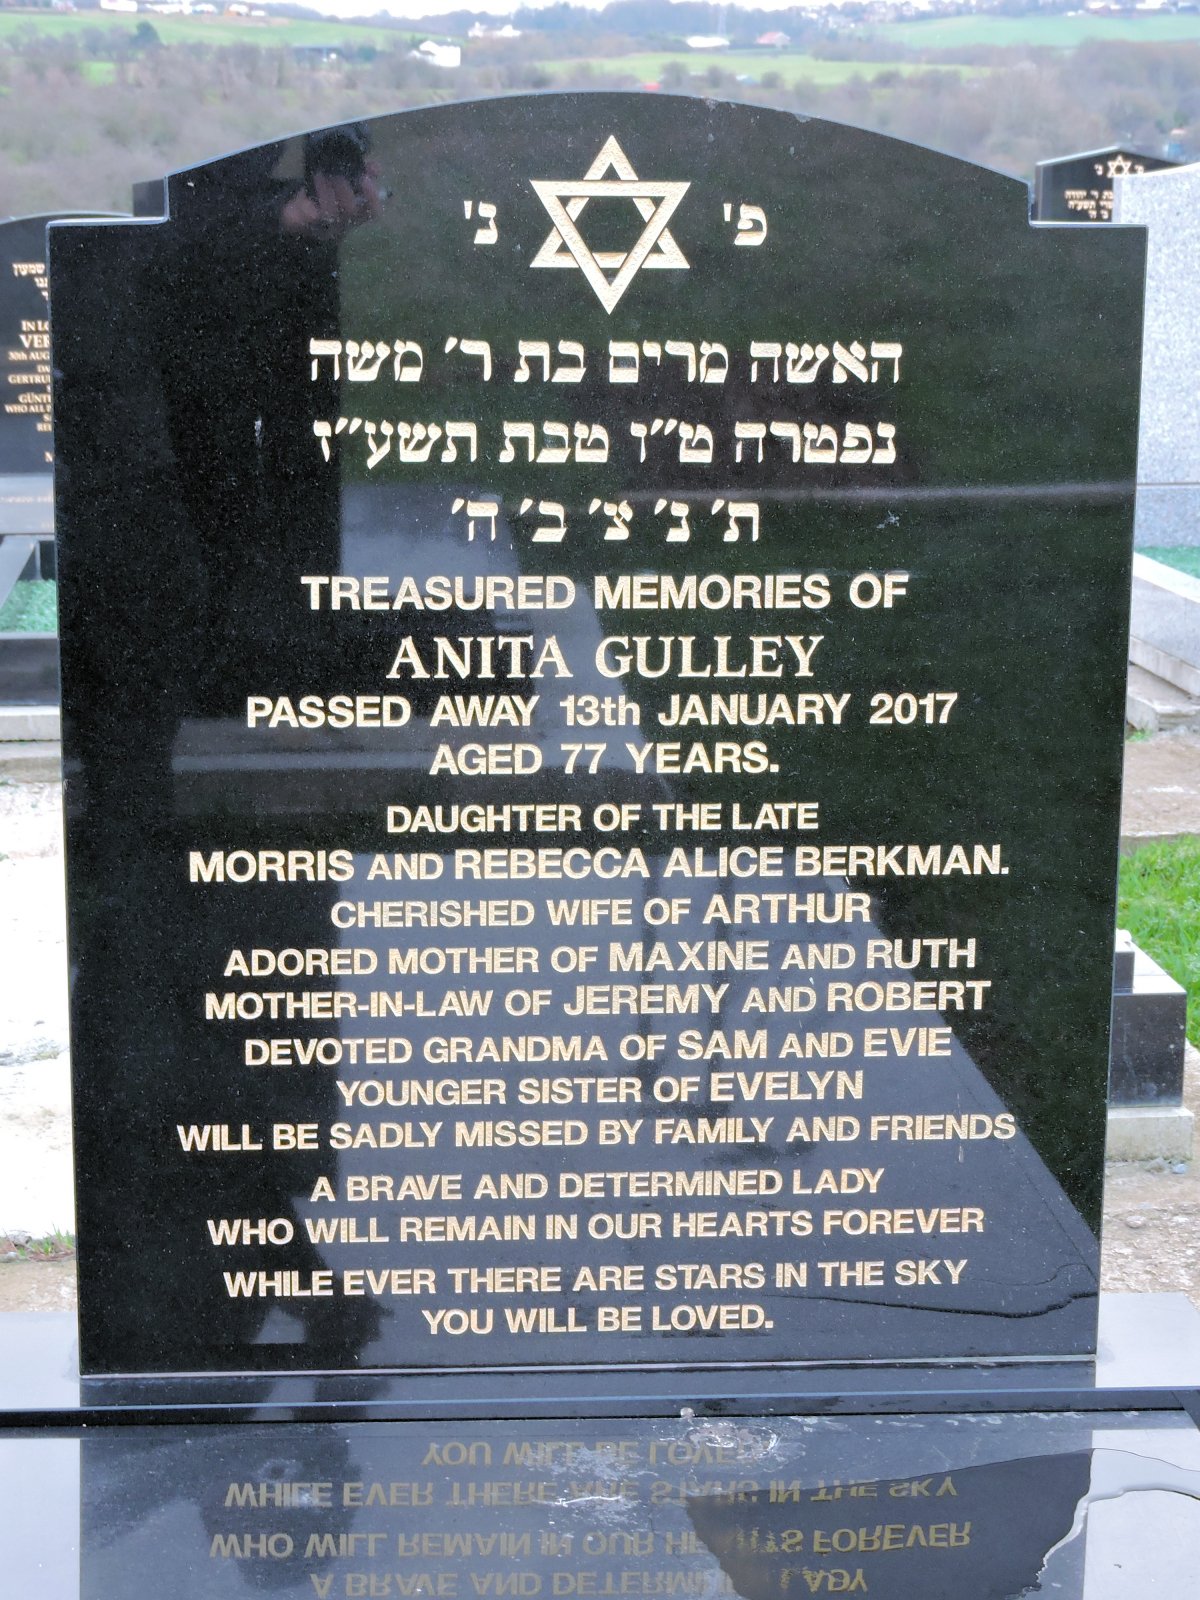 פ' נ'
האשה מרים בת ר' משה
נפטרה ט"ו טבת תשע"ז
ת' נ' צ' ב' ה'
TREASURED MEMORIES OF
ANITA GULLEY
PASSED AWAY 13th JANUARY 2017
AGED 77 YEARS.
DAUGHTER OF THE LATE
MORRIS AND REBECCA ALICE BERKMAN.
CHERISHED WIFE OF ARTHUR
ADORED MOTHER OF MAXINE AND RUTH
MOTHER-IN-LAW OF JEREMY AND ROBERT
DEVOTED GRANDMA OF SAM AND EVIE
YOUNGER SISTER OF EVELYN
WILL BE SADLY MISSED BY FAMILY AND FRIENDS
A BRAVE AND DETERMINED LADY
WHO WILL REMAIN IN OUR HEARTS FOREVER
WHILE EVER THERE ARE STARS IN THE SKY
YOU WILL BE LOVED.